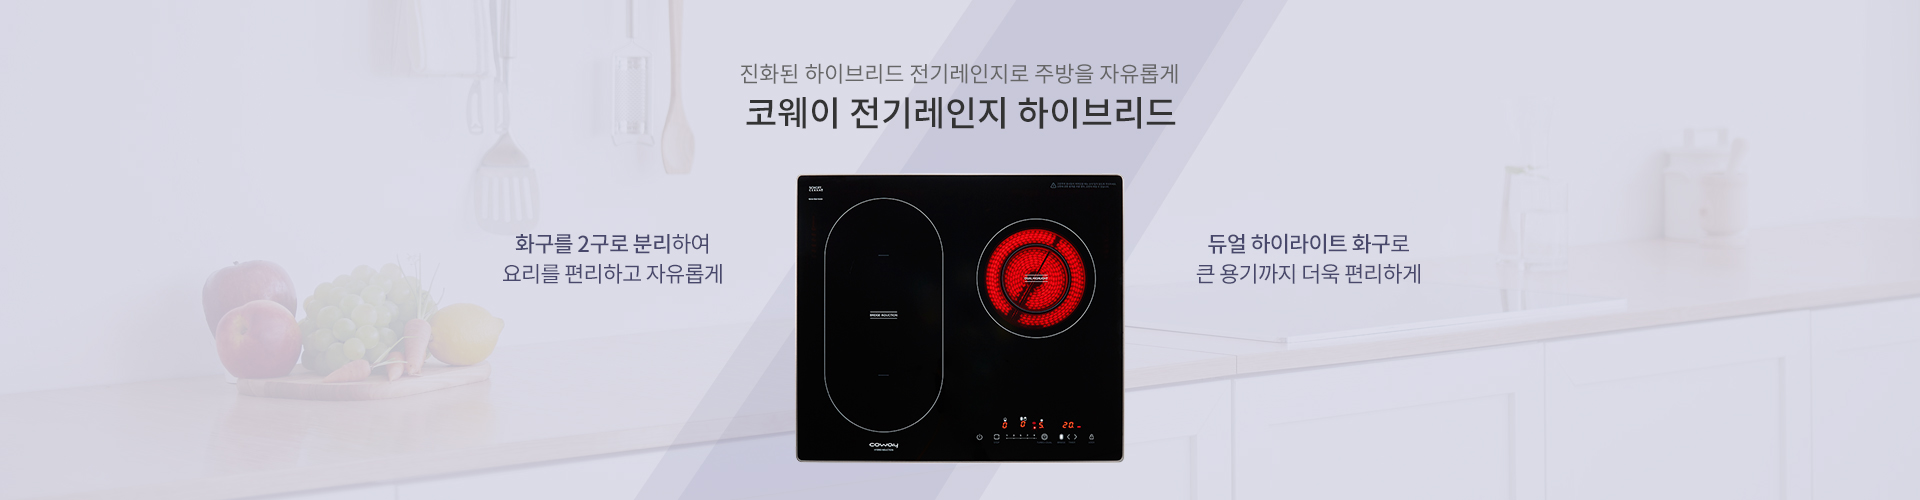 진화된 하이브리드 전기레인지로 주방을 자유롭게
코웨이 전기레인지 하이브리드
화구를 2구로 분리하여
요리를 편리하고 자유롭게
듀얼 하이라이트 화구로
큰 용기까지 더욱 편리하게
BRIDGE INDUCTION
coway